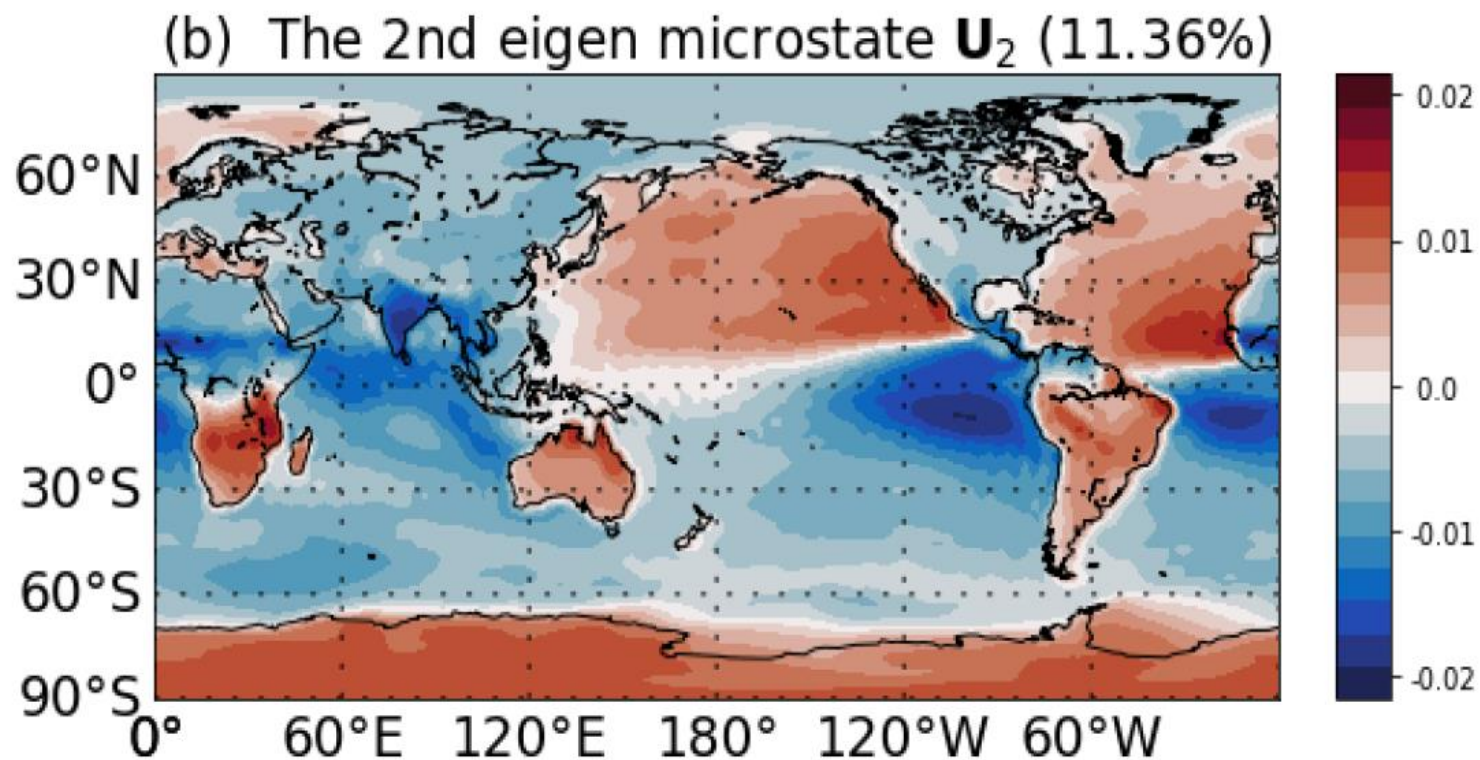 (b) The 2nd eigen microstate U₂ (11.36%)
60°N
30°N
0°
30°S
60°S
90°S
0° 60°E 120°E 180° 120°W 60°W
0.02
0.01
0.0
-0.01
-0.02